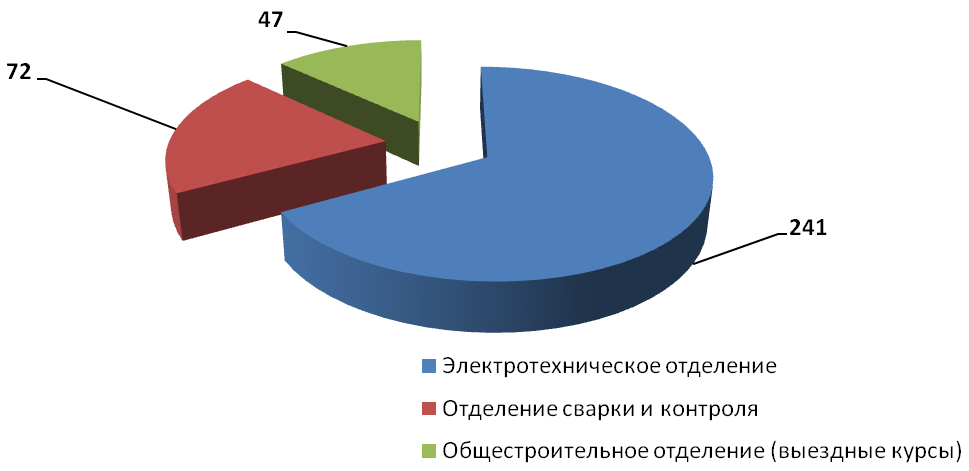 47
72
241
Электротехническое отделение
Отделение сварки и контроля
Общестроительное отделение (выездные курсы)